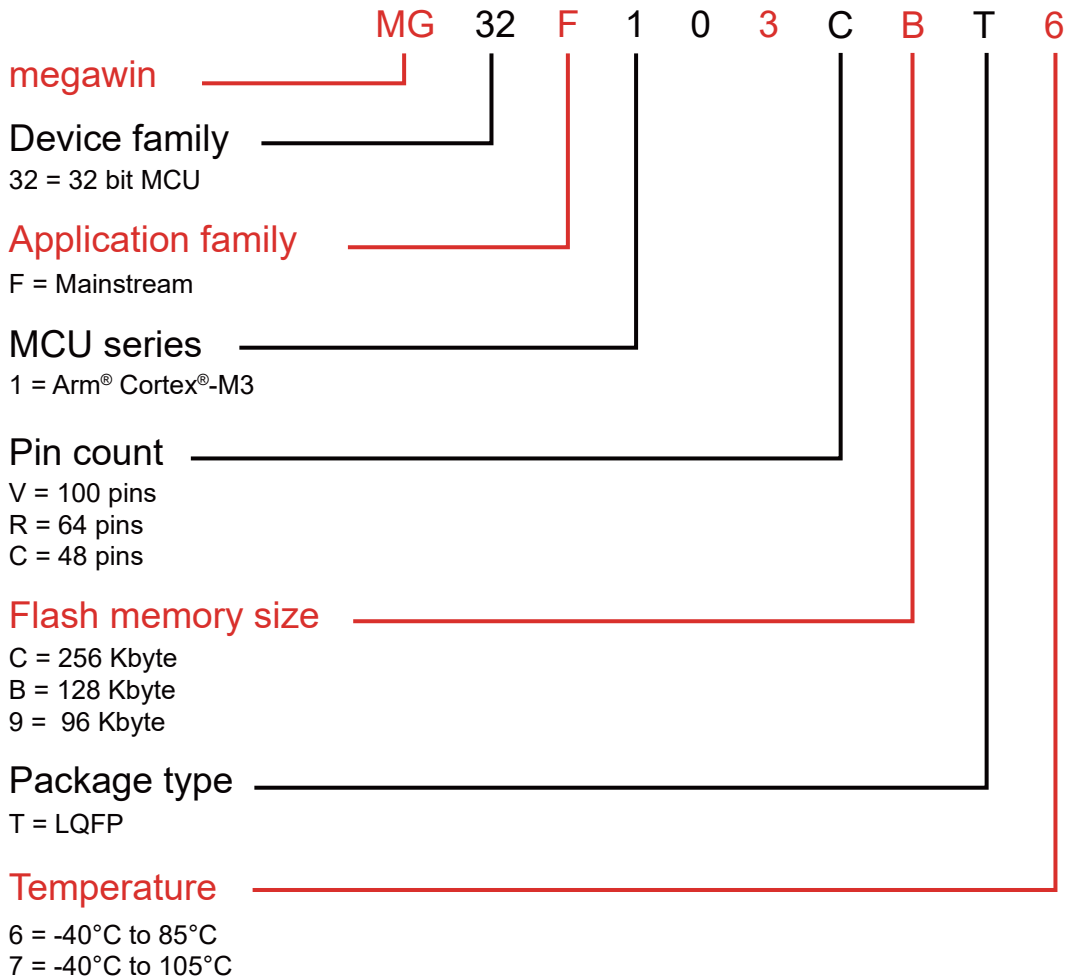 MG 32 F 1 0 3 C B T 6
megawin
Device family
32 = 32 bit MCU
Application family
F = Mainstream
MCU series
1 = Arm® Cortex®-M3
Pin count
V = 100 pins
R = 64 pins
C = 48 pins
Flash memory size
C = 256 Kbyte
B = 128 Kbyte
9 =  96 Kbyte
Package type
T = LQFP
Temperature
6 = -40°C to 85°C
7 = -40°C to 105°C